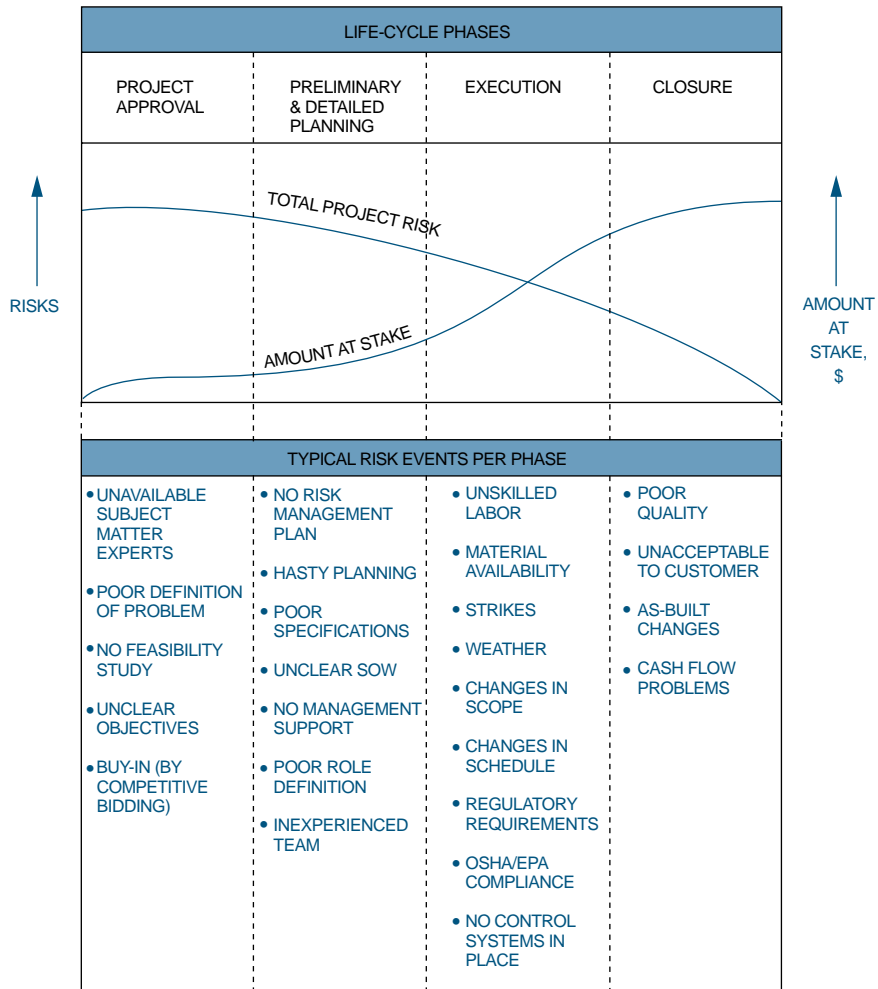 LIFE-CYCLE PHASES
PROJECT
APPROVAL
PRELIMINARY
& DETAILED
PLANNING
EXECUTION
CLOSURE
TOTAL PROJECT RISK
AMOUNT AT STAKE
RISKS
AMOUNT
AT
STAKE,
$
TYPICAL RISK EVENTS PER PHASE
• UNAVAILABLE
SUBJECT
MATTER
EXPERTS
• POOR DEFINITION
OF PROBLEM
• NO FEASIBILITY
STUDY
• UNCLEAR
OBJECTIVES
• BUY-IN (BY
COMPETITIVE
BIDDING)
• NO RISK
MANAGEMENT
PLAN
• HASTY PLANNING
• POOR
SPECIFICATIONS
• UNCLEAR SOW
• NO MANAGEMENT
SUPPORT
• POOR ROLE
DEFINITION
• INEXPERIENCED
TEAM
• UNSKILLED
LABOR
• MATERIAL
AVAILABILITY
• STRIKES
• WEATHER
• CHANGES IN
SCOPE
• CHANGES IN
SCHEDULE
• REGULATORY
REQUIREMENTS
• OSHA/EPA
COMPLIANCE
• NO CONTROL
SYSTEMS IN
PLACE
• POOR
QUALITY
• UNACCEPTABLE
TO CUSTOMER
• AS-BUILT
CHANGES
• CASH FLOW
PROBLEMS